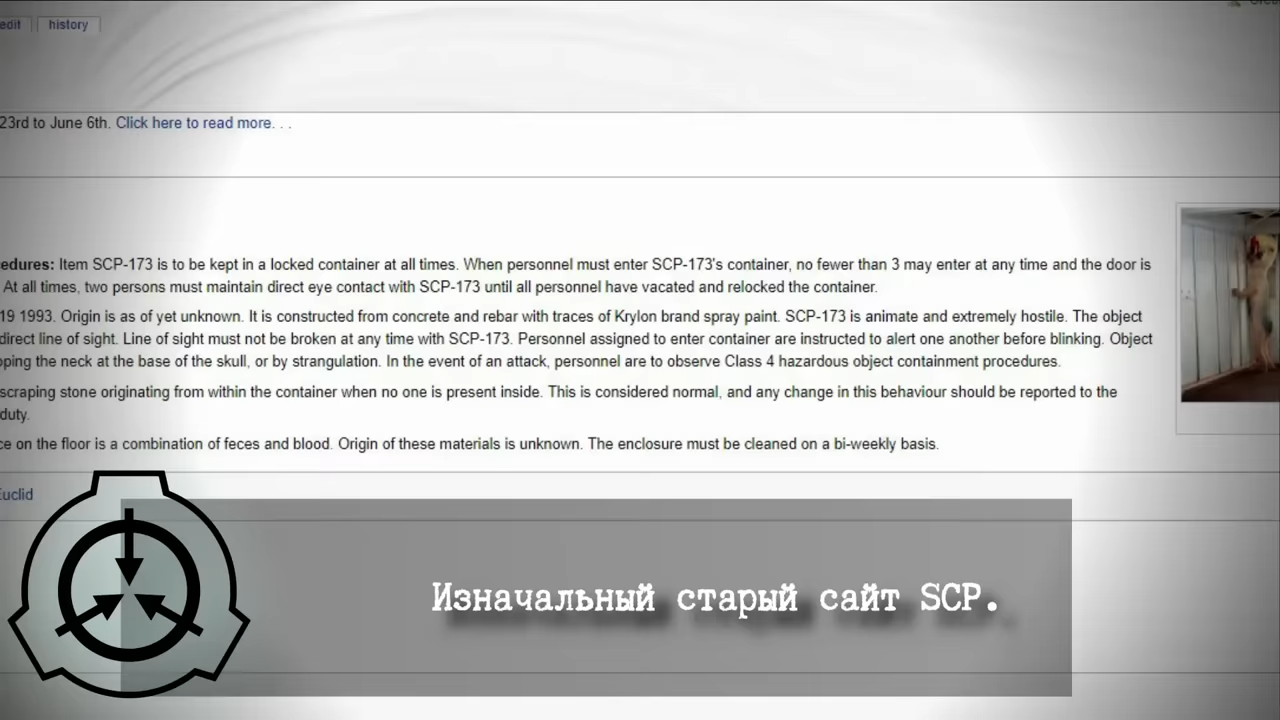 edit history
23rd to June 6th. Click here to read more. . .
edures: Item SCP-173 is to be kept in a locked container at all times. When personnel must enter SCP-173's container, no fewer than 3 may enter at any time and the door is
At all times, two persons must maintain direct eye contact with SCP-173 until all personnel have vacated and relocked the container.
19 1993. Origin is as of yet unknown. It is constructed from concrete and rebar with traces of Krylon brand spray paint. SCP-173 is animate and extremely hostile. The object
direct line of sight. Line of sight must not be broken at any time with SCP-173. Personnel assigned to enter container are instructed to alert one another before blinking. Object
pping the neck at the base of the skull, or by strangulation. In the event of an attack, personnel are to observe Class 4 hazardous object containment procedures.
scraping stone originating from within the container when no one is present inside. This is considered normal, and any change in this behaviour should be reported to the
duty.
ce on the floor is a combination of feces and blood. Origin of these materials is unknown. The enclosure must be cleaned on a bi-weekly basis.
Euclid
Изначальный старый сайт SCP.